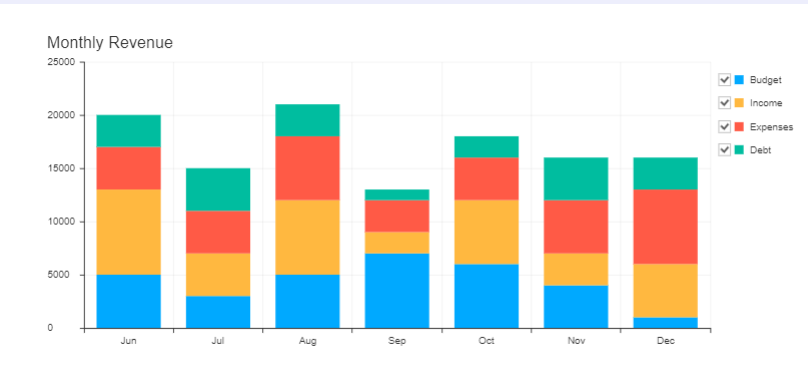 Monthly Revenue
25000
20000
15000
10000
5000
0
Jun Jul Aug Sep Oct Nov Dec
Budget
Income
Expenses
Debt